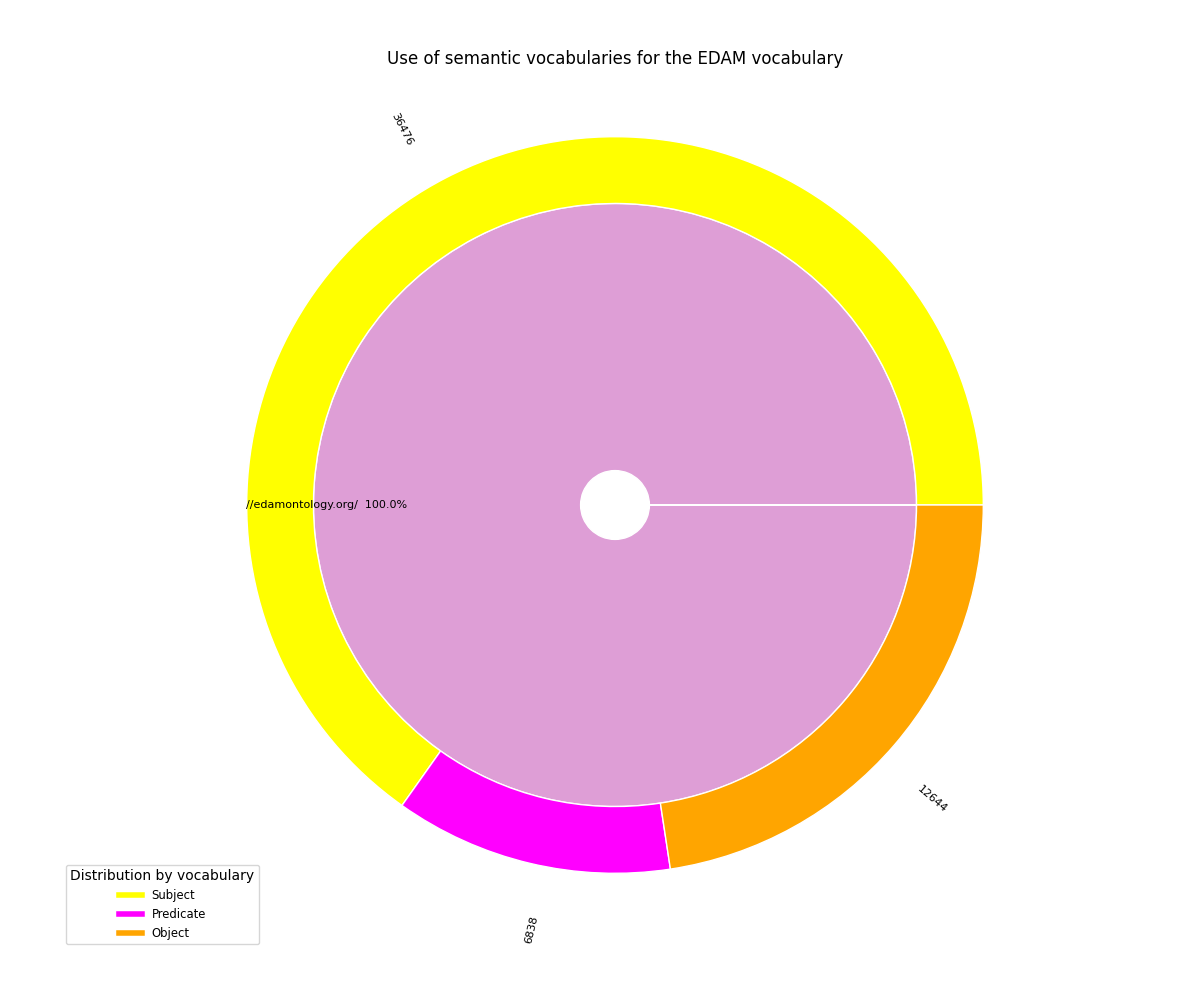 Use of semantic vocabularies for the EDAM vocabulary
36476
//edamontology.org/  100.0%
12644
6838
Distribution by vocabulary
Subject
Predicate
Object